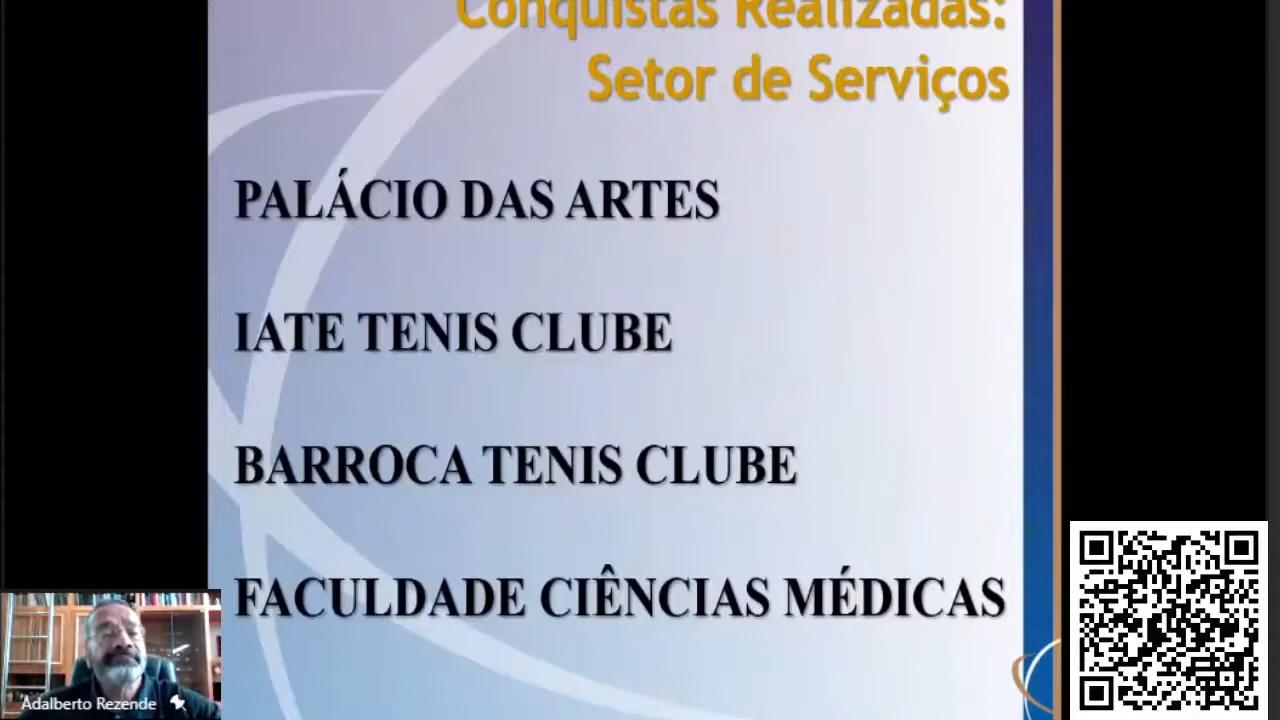 Conquistas Realizadas:
Setor de Serviços
PALÁCIO DAS ARTES
IATE TENIS CLUBE
BARROCA TENIS CLUBE
FACULDADE CIÊNCIAS MÉDICAS
Adalberto Rezende